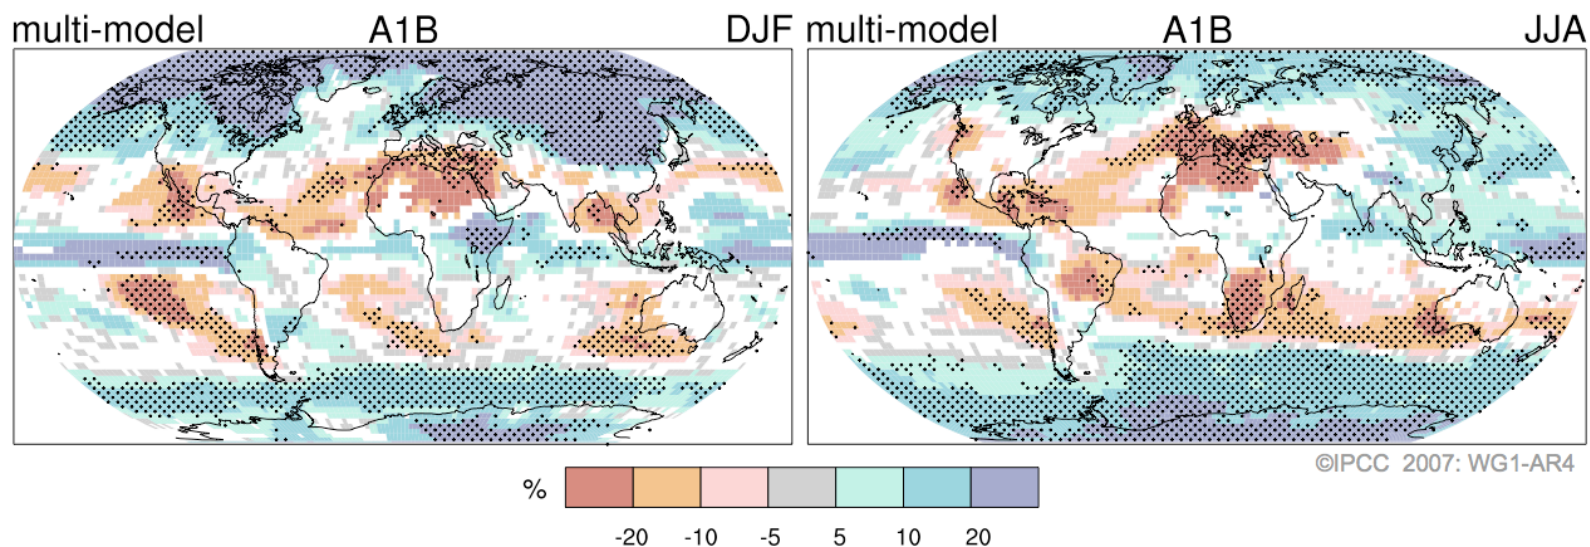 multi-model A1B DJF
multi-model A1B JJA
©IPCC 2007: WG1-AR4
%
-20 -10 -5 5 10 20